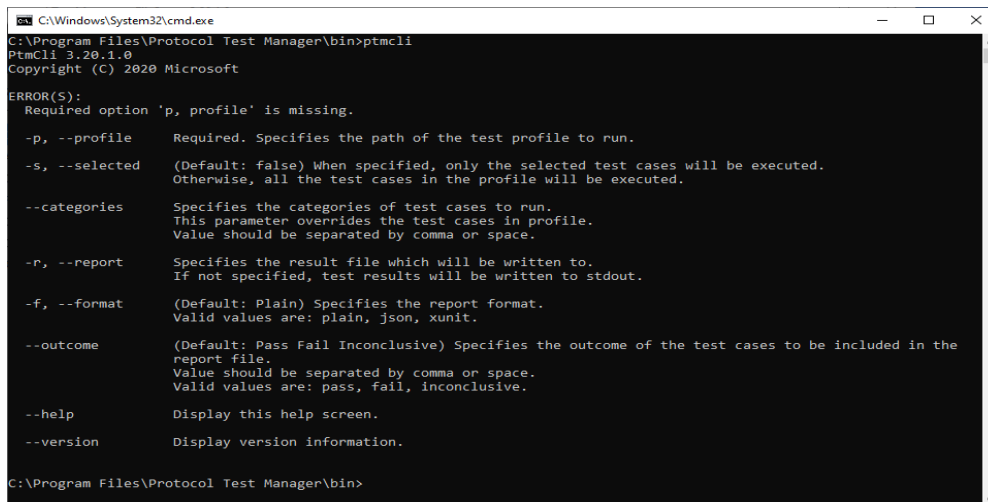 C:\Windows\System32\cmd.exe
C:\Program Files\Protocol Test Manager\bin>ptmcli
PtmCli 3.20.1.0
Copyright (C) 2020 Microsoft
ERROR(S):
Required option 'p, profile' is missing.
-p, --profile Required. Specifies the path of the test profile to run.
-s, --selected (Default: false) When specified, only the selected test cases will be executed.
Otherwise, all the test cases in the profile will be executed.
--categories Specifies the categories of test cases to run.
This parameter overrides the test cases in profile.
Value should be separated by comma or space.
-r, --report Specifies the result file which will be written to.
If not specified, test results will be written to stdout.
-f, --format (Default: Plain) Specifies the report format.
Valid values are: plain, json, xunit.
--outcome (Default: Pass Fail Inconclusive) Specifies the outcome of the test cases to be included in the
report file.
Value should be separated by comma or space.
Valid values are: pass, fail, inconclusive.
--help Display this help screen.
--version Display version information.
C:\Program Files\Protocol Test Manager\bin>